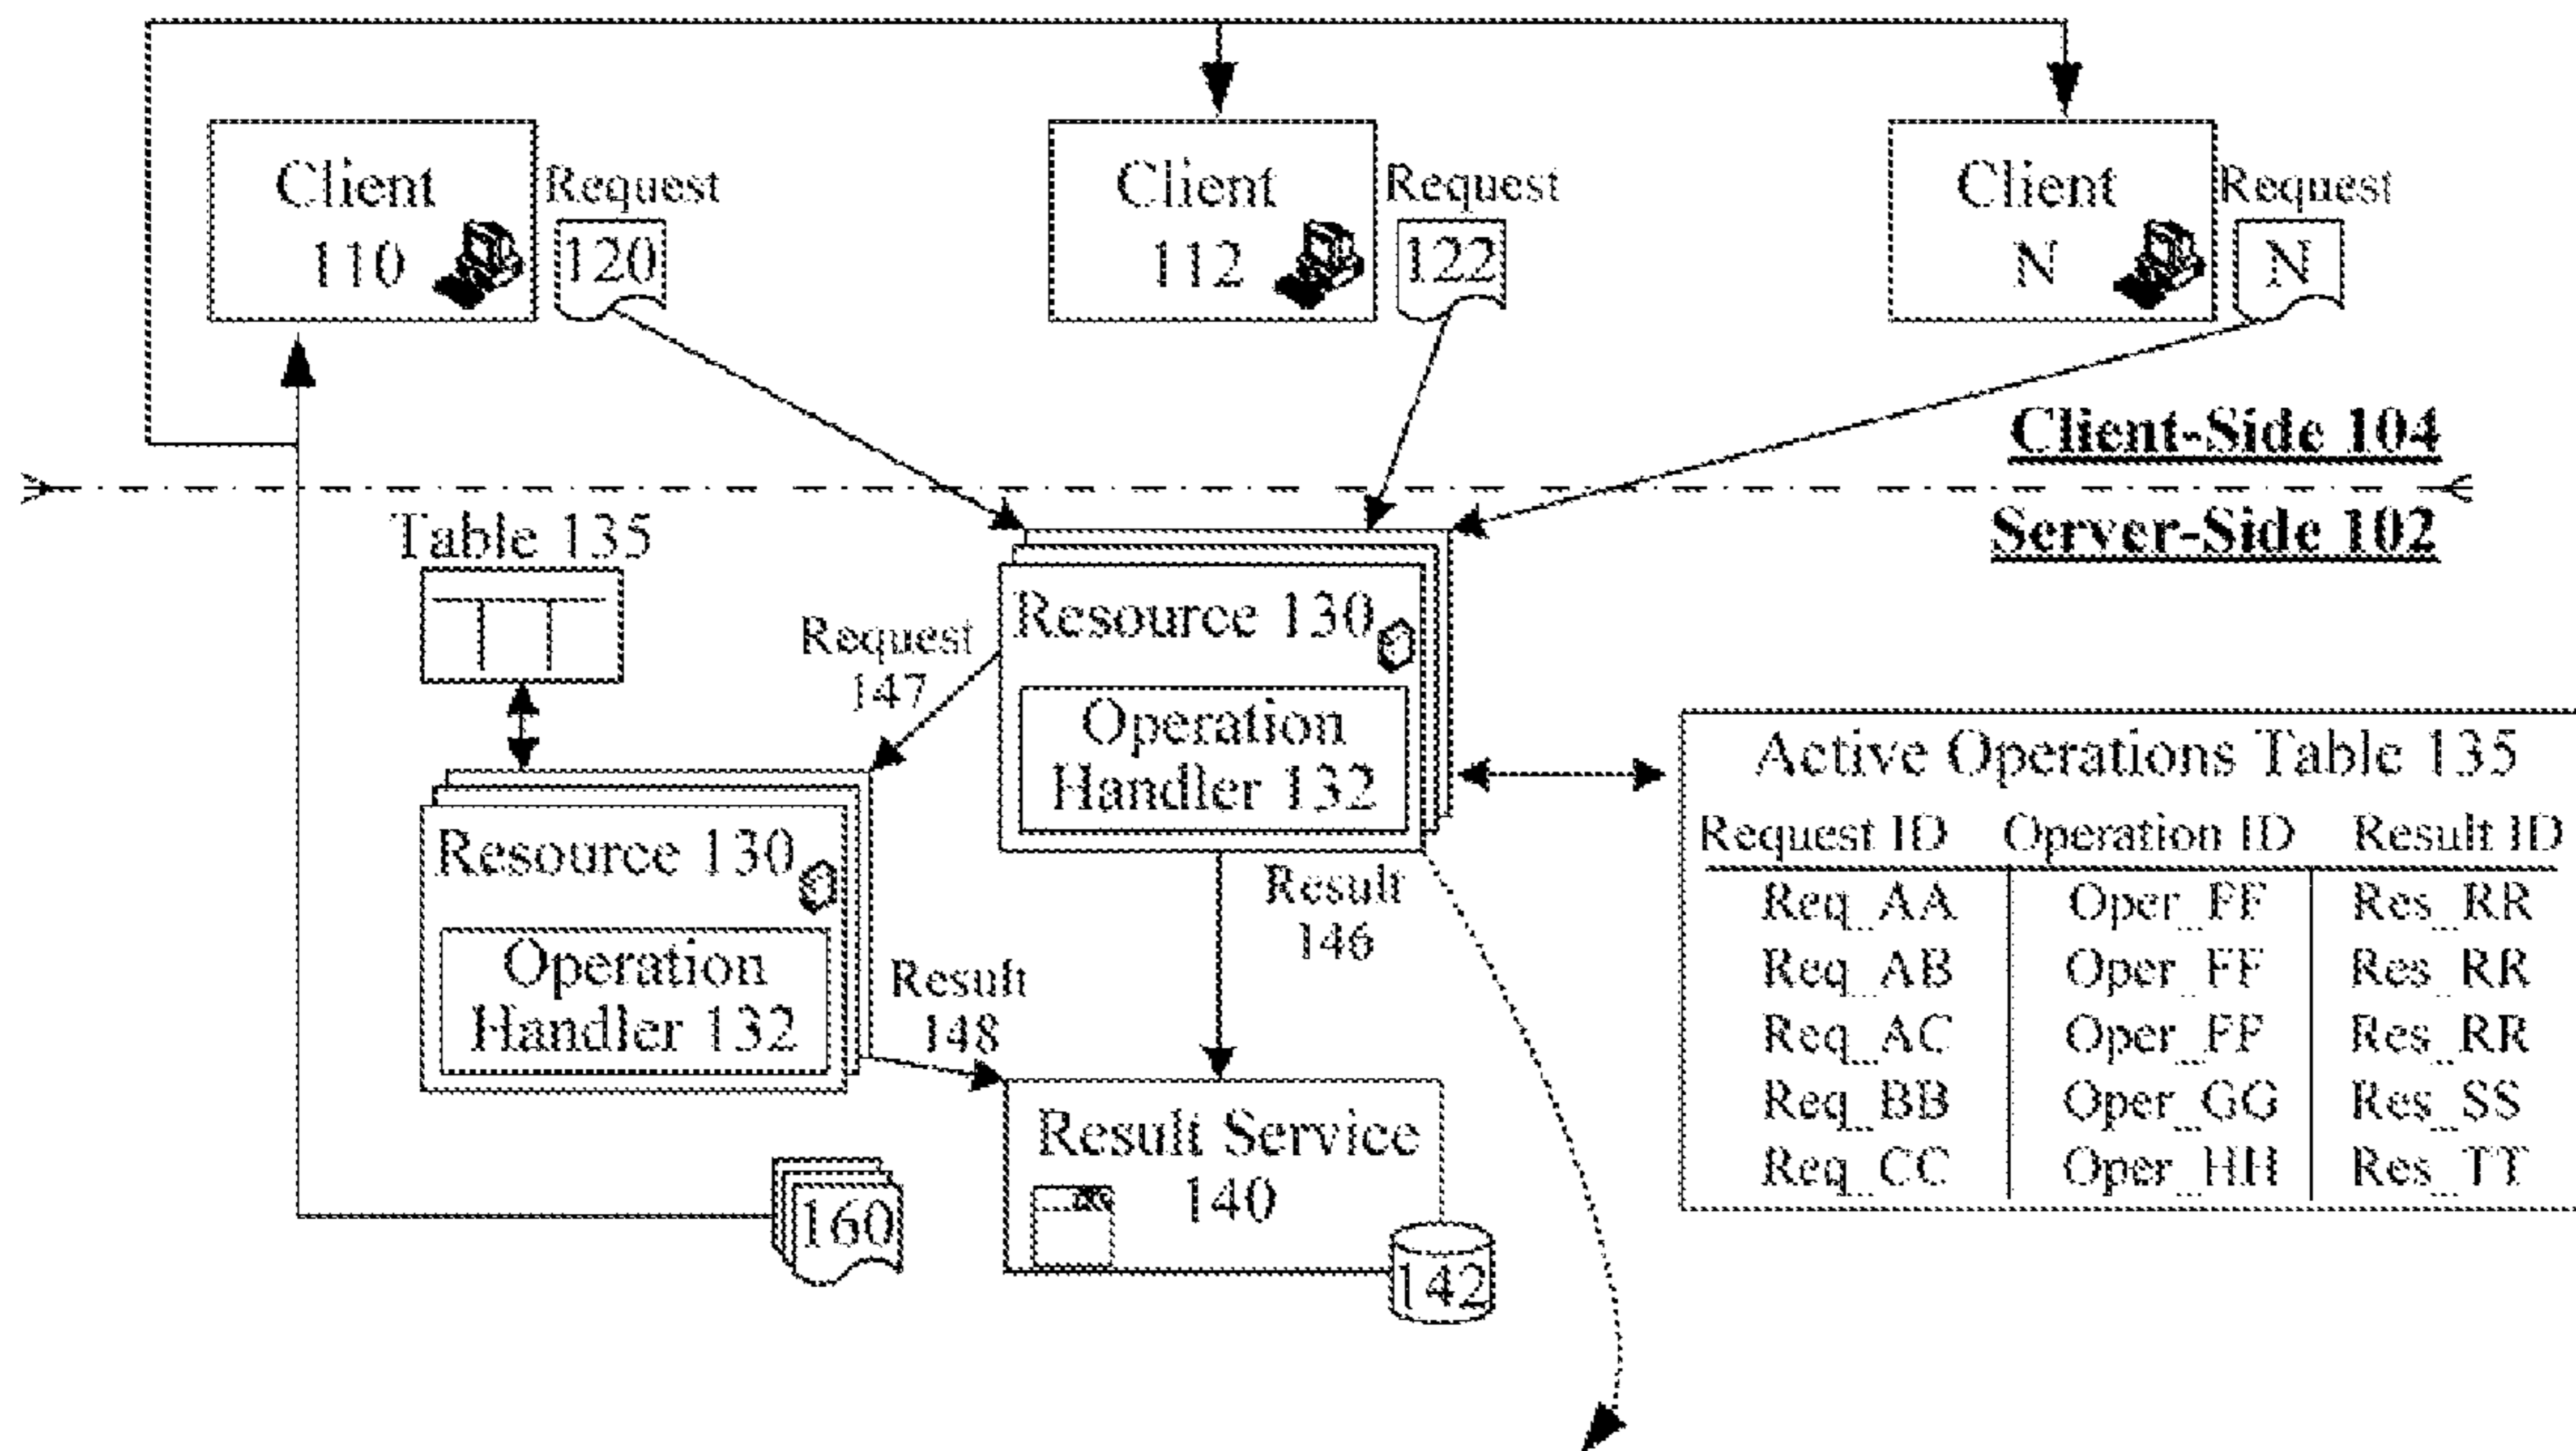 Client
110
Request
120
Client
112
Request
122
Client
N
Request
N
Client-Side 104
Server-Side 102
Table 135
Resource 130
Operation
Handler 132
Request
147
Resource 130
Operation
Handler 132
Result
146
Result
148
Result Service
140
142
160
Active Operations Table 135
Request ID Operation ID Result ID
Req_AA Oper_FF Res_RR
Req_AB Oper_FF Res_RR
Req_AC Oper_FF Res_RR
Req_BB Oper_GG Res_SS
Req_CC Oper_HH Res_TT